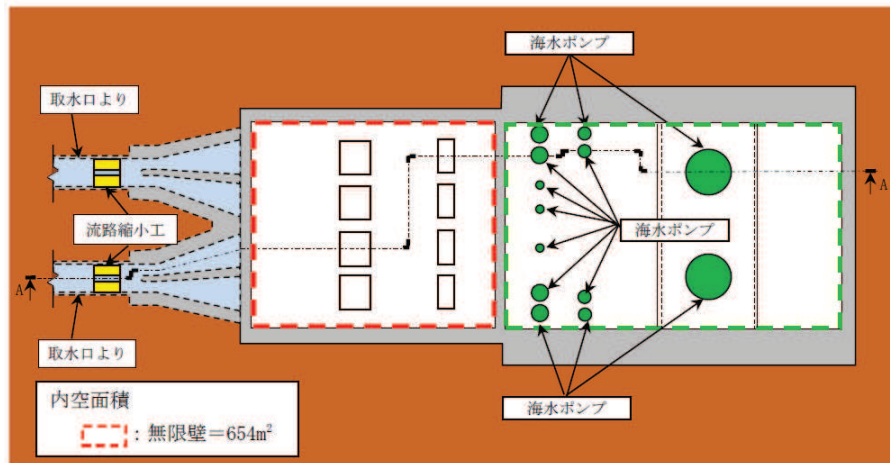 海水ポンプ
取水口より
流路縮小工
海水ポンプ
A
A
取水口より
海水ポンプ
内空面積
：無限壁＝654m²